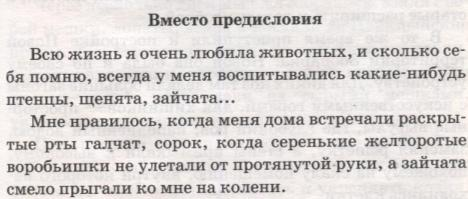 Вместо предисловия
Всю жизнь я очень любила животных, и сколько се-
бя помню, всегда у меня воспитывались какие-нибудь
птенцы, щенята, зайчата...
Мне нравилось, когда меня дома встречали раскры-
тые рты галчат, сорок, когда серенькие желторотые
воробьишки не улетали от протянутой руки, а зайчата
смело прыгали ко мне на колени.